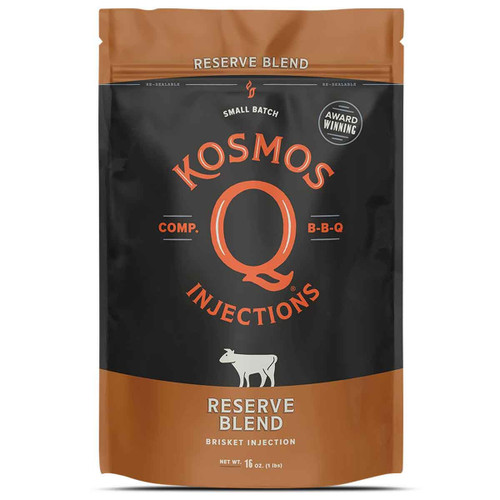 RESERVE BLEND
RE-SEALABLE RE-SEALABLE
SMALL BATCH
AWARD
WINNING
KOSMOS
COMP. Q B-B-Q
INJECTIONS
RESERVE
BLEND
BRISKET INJECTION
NET WT. 16 OZ. (1 lbs)